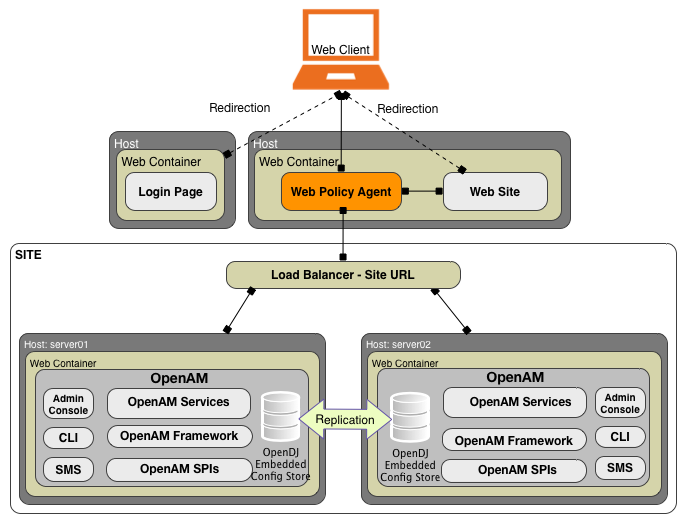 Web Client
Redirection
Redirection
Host
Host
Web Container
Web Container
Login Page
Web Policy Agent
Web Site
SITE
Load Balancer - Site URL
Host: server01
Host: server02
Web Container
Web Container
OpenAM
OpenAM
Admin
Console
OpenAM Services
CLI
OpenAM Framework
SMS
OpenAM SPIs
OpenDJ
Embedded
Config Store
Replication
OpenDJ
Embedded
Config Store
OpenAM Services
Admin
Console
OpenAM Framework
CLI
OpenAM SPIs
SMS